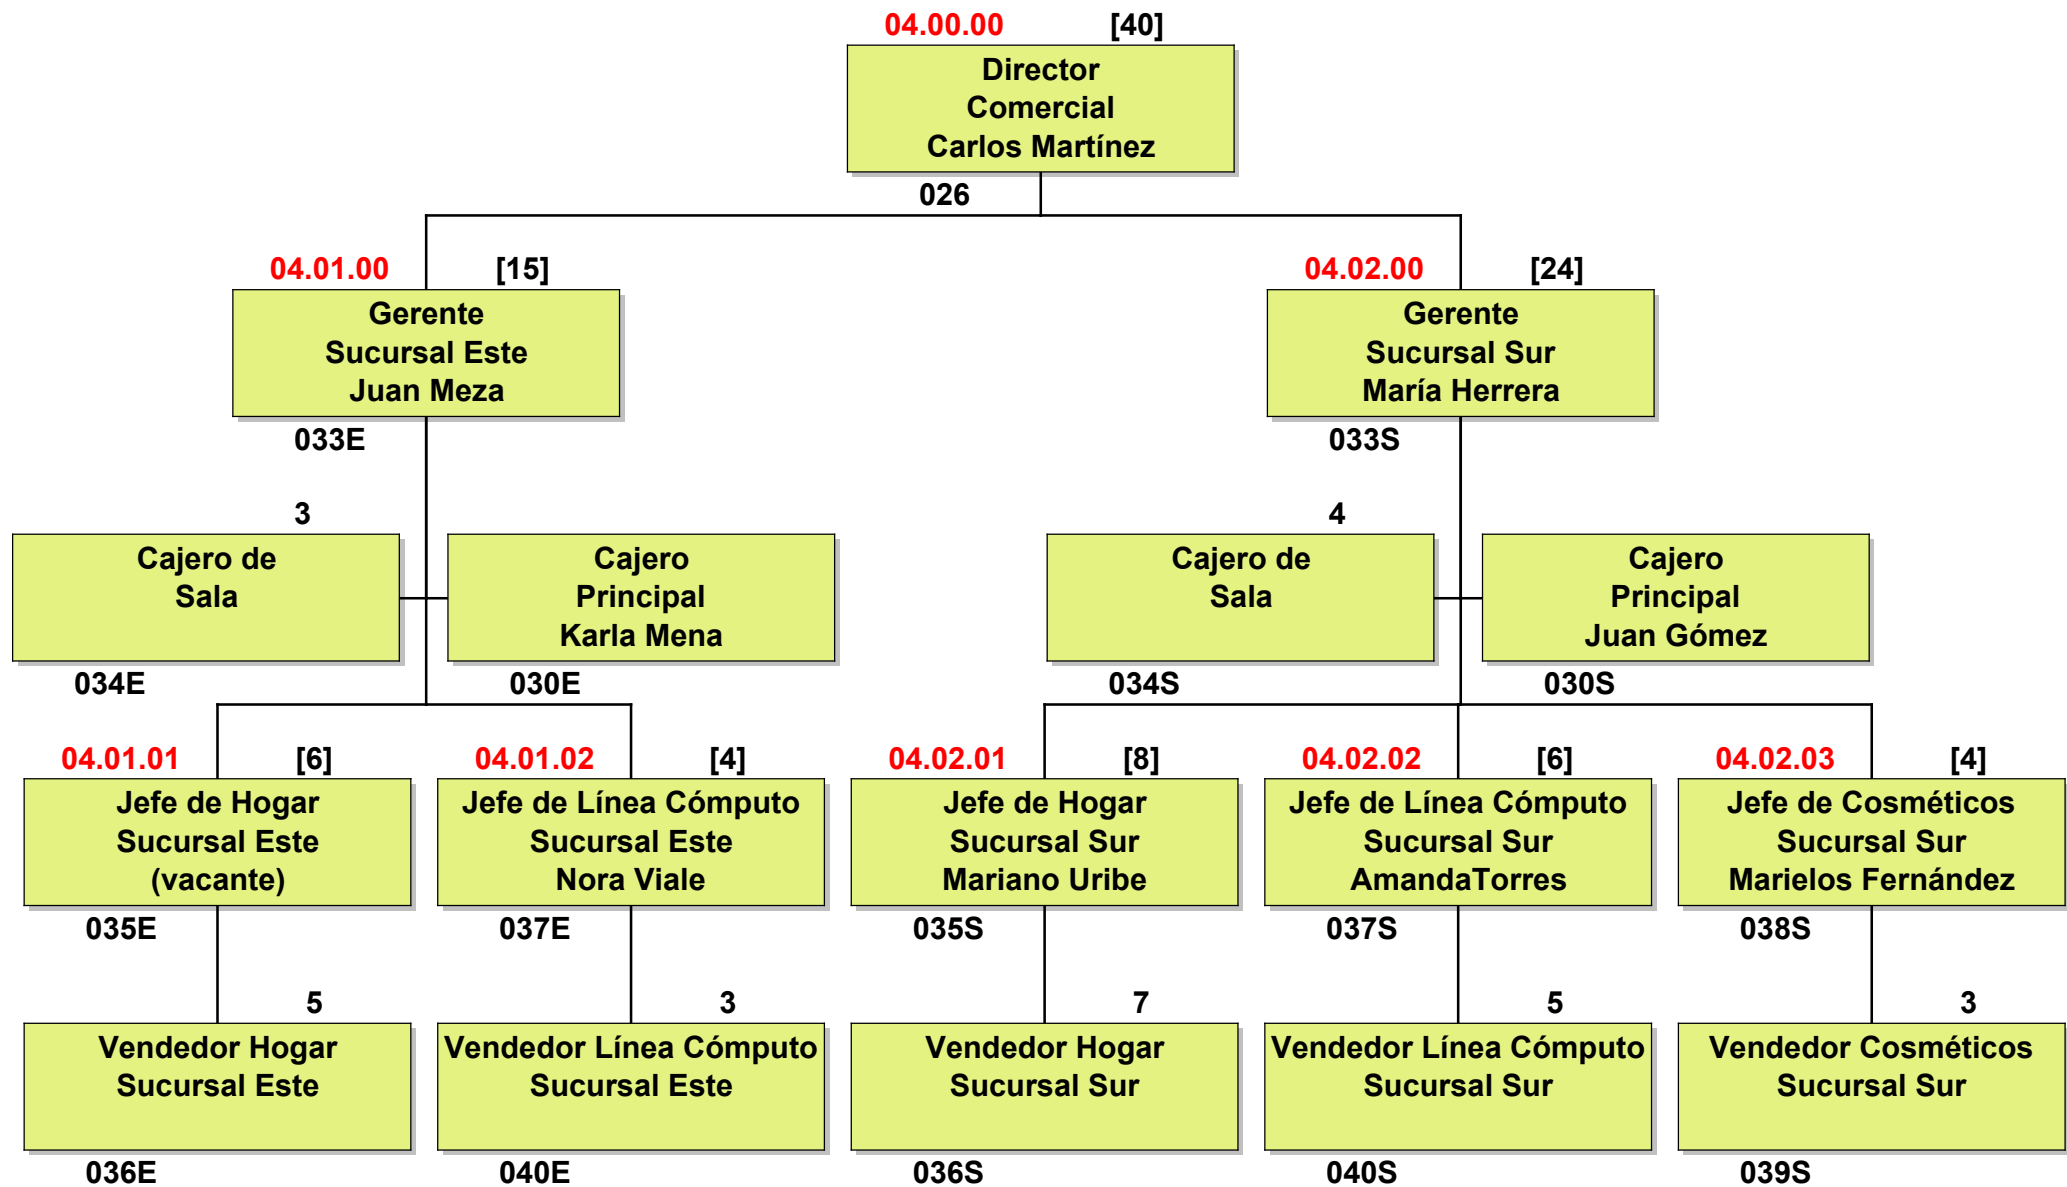 04.00.00 [40]
Director
Comercial
Carlos Martínez
026
04.01.00 [15]
Gerente
Sucursal Este
Juan Meza
033E
04.02.00 [24]
Gerente
Sucursal Sur
María Herrera
033S
3
Cajero de
Sala
034E
Cajero
Principal
Karla Mena
030E
4
Cajero de
Sala
034S
Cajero
Principal
Juan Gómez
030S
04.01.01 [6]
Jefe de Hogar
Sucursal Este
(vacante)
035E
04.01.02 [4]
Jefe de Línea Cómputo
Sucursal Este
Nora Viale
037E
04.02.01 [8]
Jefe de Hogar
Sucursal Sur
Mariano Uribe
035S
04.02.02 [6]
Jefe de Línea Cómputo
Sucursal Sur
AmandaTorres
037S
04.02.03 [4]
Jefe de Cosméticos
Sucursal Sur
Marielos Fernández
038S
5
Vendedor Hogar
Sucursal Este
036E
3
Vendedor Línea Cómputo
Sucursal Este
040E
7
Vendedor Hogar
Sucursal Sur
036S
5
Vendedor Línea Cómputo
Sucursal Sur
040S
3
Vendedor Cosméticos
Sucursal Sur
039S